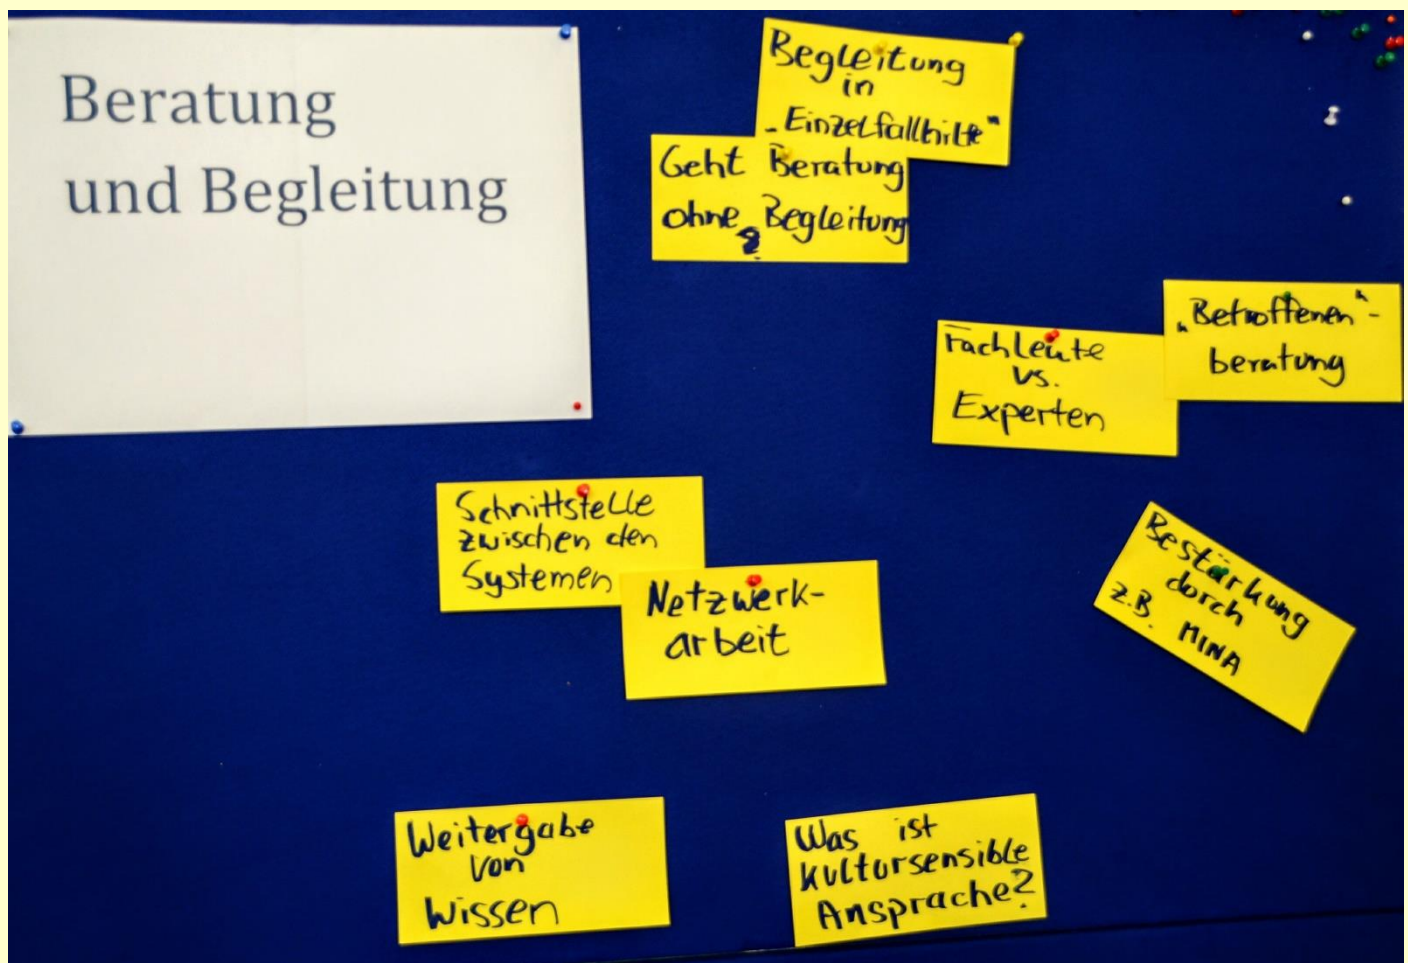 Beratung
und Begleitung
Begleitung
in
„Einzelfallhilfe"
Geht Beratung
ohne Begleitung
?
„Betroffenen"-
beratung
Fachleute
vs.
Experten
Schnittstelle
zwischen den
Systemen
Netzwerk-
arbeit
Bestärkung
durch
z.B. MINA
Weitergabe
von
Wissen
Was ist
kultursensible
Ansprache?